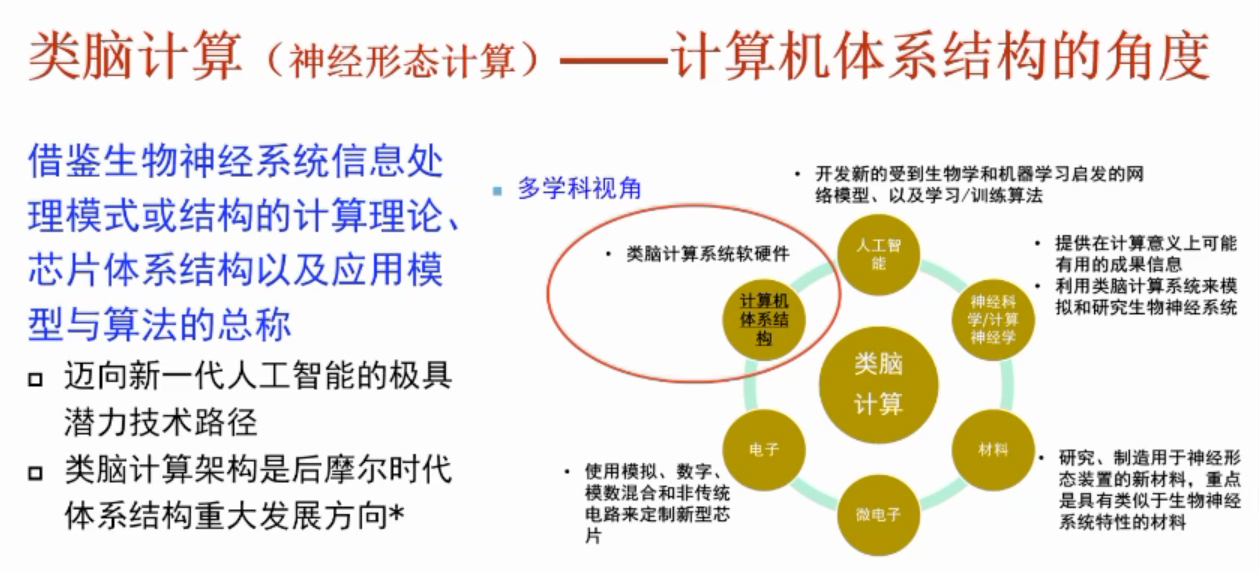 类脑计算（神经形态计算）——计算机体系结构的角度
借鉴生物神经系统信息处
理模式或结构的计算理论、
芯片体系结构以及应用模
型与算法的总称
迈向新一代人工智能的极具
潜力技术路径
类脑计算架构是后摩尔时代
体系结构重大发展方向*
多学科视角
• 开发新的受到生物学和机器学习启发的网
络模型、以及学习/训练算法
• 类脑计算系统软硬件
人工智
能
• 提供在计算意义上可能
有用的成果信息
• 利用类脑计算系统来模
拟和研究生物神经系统
计算机
体系结
构
神经科
学/计算
神经学
类脑
计算
电子
材料
• 使用模拟、数字、
模数混合和非传统
电路来定制新型芯
片
微电子
• 研究、制造用于神经形
态装置的新材料，重点
是具有类似于生物神经
系统特性的材料